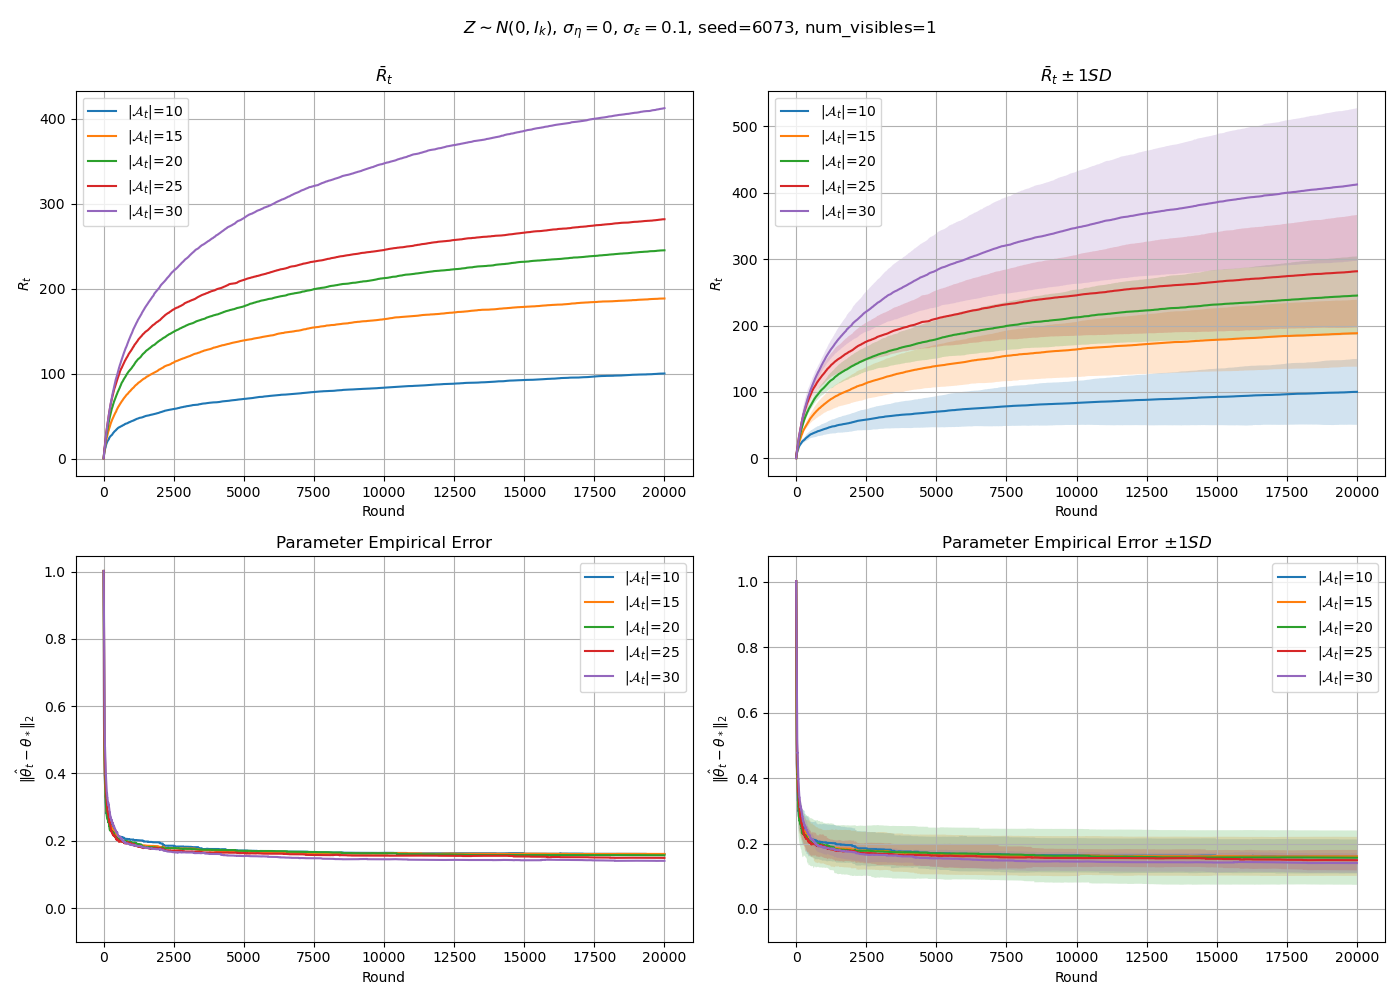 Z ∼ N(0, I_k), σ_η = 0, σ_ε = 0.1, seed=6073, num_visibles=1
R̄_t
|𝒜_t|=10
|𝒜_t|=15
|𝒜_t|=20
|𝒜_t|=25
|𝒜_t|=30
400
300
200
100
0
R_t
0 2500 5000 7500 10000 12500 15000 17500 20000
Round
R̄_t ± 1SD
|𝒜_t|=10
|𝒜_t|=15
|𝒜_t|=20
|𝒜_t|=25
|𝒜_t|=30
500
400
300
200
100
0
R_t
0 2500 5000 7500 10000 12500 15000 17500 20000
Round
Parameter Empirical Error
|𝒜_t|=10
|𝒜_t|=15
|𝒜_t|=20
|𝒜_t|=25
|𝒜_t|=30
1.0
0.8
0.6
0.4
0.2
0.0
‖θ̂_t − θ_*‖_2
0 2500 5000 7500 10000 12500 15000 17500 20000
Round
Parameter Empirical Error ±1SD
|𝒜_t|=10
|𝒜_t|=15
|𝒜_t|=20
|𝒜_t|=25
|𝒜_t|=30
1.0
0.8
0.6
0.4
0.2
0.0
‖θ̂_t − θ_*‖_2
0 2500 5000 7500 10000 12500 15000 17500 20000
Round